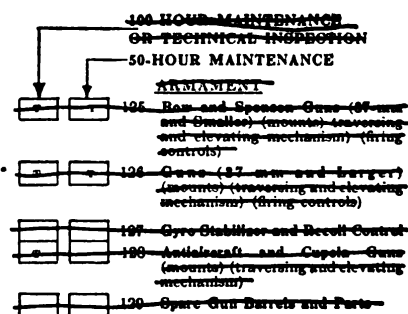 100-HOUR MAINTENANCE
OR TECHNICAL INSPECTION
50-HOUR MAINTENANCE
ARMAMENT
125 Bow and Sponson Guns (37-mm
and Smaller) (mounts) (traversing
and elevating mechanism) (firing
controls)
126 Guns (37 mm and Larger)
(mounts) (traversing and elevating
mechanism) (firing controls)
127 Gyro Stabilizer and Recoil Control
128 Antiaircraft and Cupola Guns
(mounts) (traversing and elevating
mechanism)
129 Spare Gun Barrels and Parts